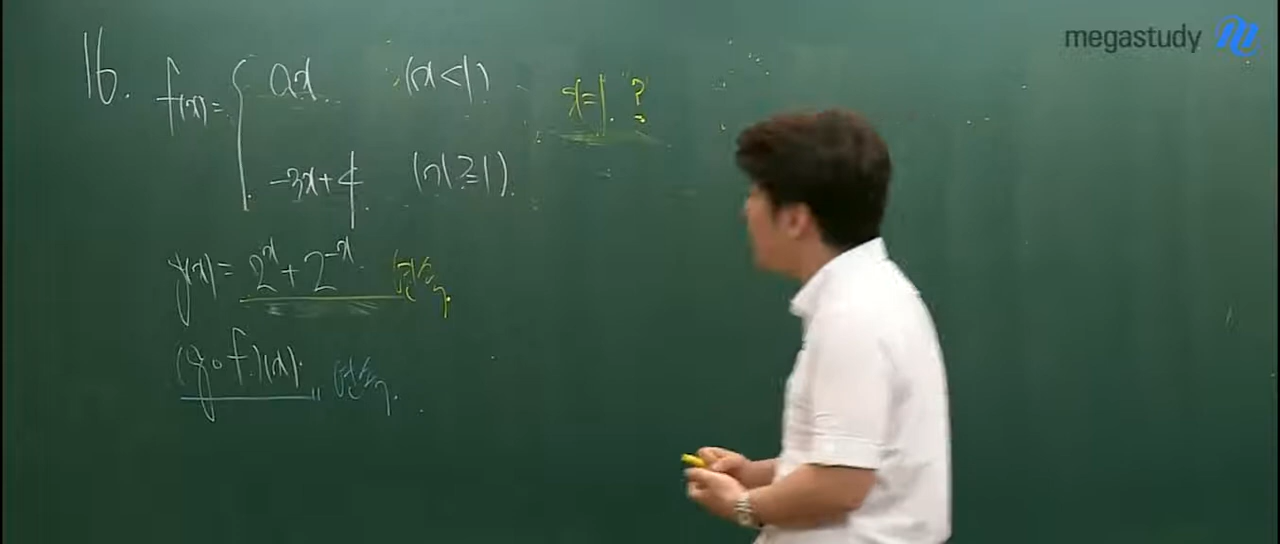 megastudy
16. f(x)= { ax (x<1)
x=1 ?
-3x+4 (x≥1).
g(x)= 2^x+2^-x 연속.
(g∘f)(x) 연속.